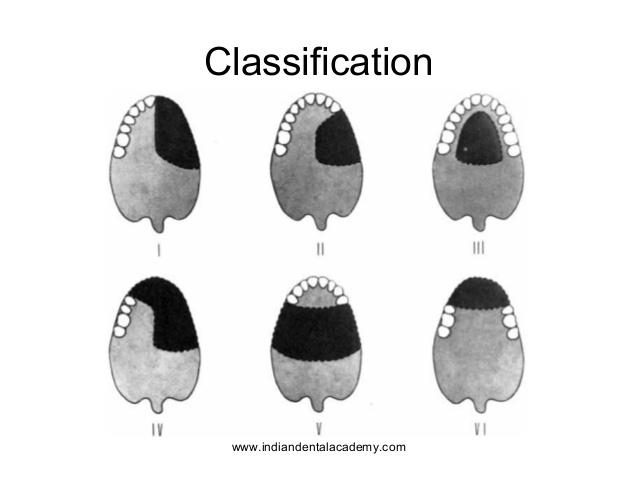 Classification
I II III
IV V VI
www.indiandentalacademy.com